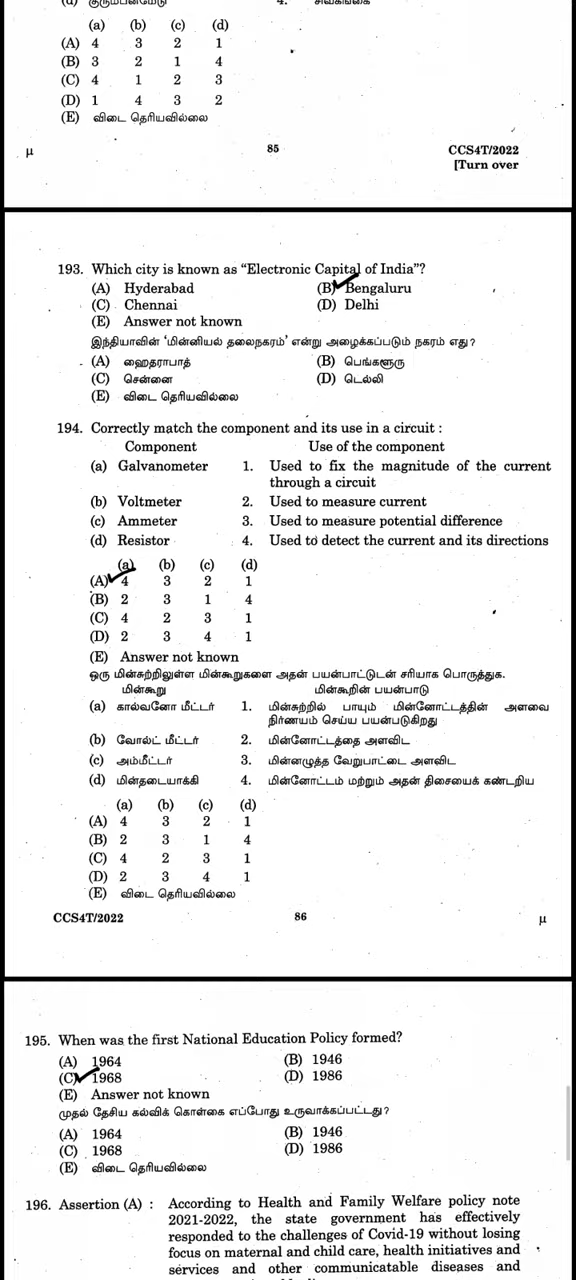 (a) (b) (c) (d)
(A) 4 3 2 1
(B) 3 2 1 4
(C) 4 1 2 3
(D) 1 4 3 2
(E) விடை தெரியவில்லை
µ 85 CCS4T/2022
[Turn over
193. Which city is known as “Electronic Capital of India”?
(A) Hyderabad (B) Bengaluru
(C) Chennai (D) Delhi
(E) Answer not known
இந்தியாவின் ‘மின்னியல் தலைநகரம்’ என்று அழைக்கப்படும் நகரம் எது?
(A) ஹைதராபாத் (B) பெங்களூரு
(C) சென்னை (D) டெல்லி
(E) விடை தெரியவில்லை
194. Correctly match the component and its use in a circuit :
Component Use of the component
(a) Galvanometer 1. Used to fix the magnitude of the current
through a circuit
(b) Voltmeter 2. Used to measure current
(c) Ammeter 3. Used to measure potential difference
(d) Resistor 4. Used to detect the current and its directions
(a) (b) (c) (d)
(A) 4 3 2 1
(B) 2 3 1 4
(C) 4 2 3 1
(D) 2 3 4 1
(E) Answer not known
ஒரு மின்சுற்றிலுள்ள மின்கூறுகளை அதன் பயன்பாட்டுடன் சரியாக பொருத்துக.
மின்கூறு மின்கூறின் பயன்பாடு
(a) கால்வனோ மீட்டர் 1. மின்சுற்றில் பாயும் மின்னோட்டத்தின் அளவை
நிர்ணயம் செய்ய பயன்படுகிறது
(b) வோல்ட் மீட்டர் 2. மின்னோட்டத்தை அளவிட
(c) அம்மீட்டர் 3. மின்னழுத்த வேறுபாட்டை அளவிட
(d) மின்தடையாக்கி 4. மின்னோட்டம் மற்றும் அதன் திசையைக் கண்டறிய
(a) (b) (c) (d)
(A) 4 3 2 1
(B) 2 3 1 4
(C) 4 2 3 1
(D) 2 3 4 1
(E) விடை தெரியவில்லை
CCS4T/2022 86 µ
195. When was the first National Education Policy formed?
(A) 1964 (B) 1946
(C) 1968 (D) 1986
(E) Answer not known
முதல் தேசிய கல்விக் கொள்கை எப்போது உருவாக்கப்பட்டது?
(A) 1964 (B) 1946
(C) 1968 (D) 1986
(E) விடை தெரியவில்லை
196. Assertion (A) : According to Health and Family Welfare policy note
2021-2022, the state government has effectively
responded to the challenges of Covid-19 without losing
focus on maternal and child care, health initiatives and
services and other communicatable diseases and